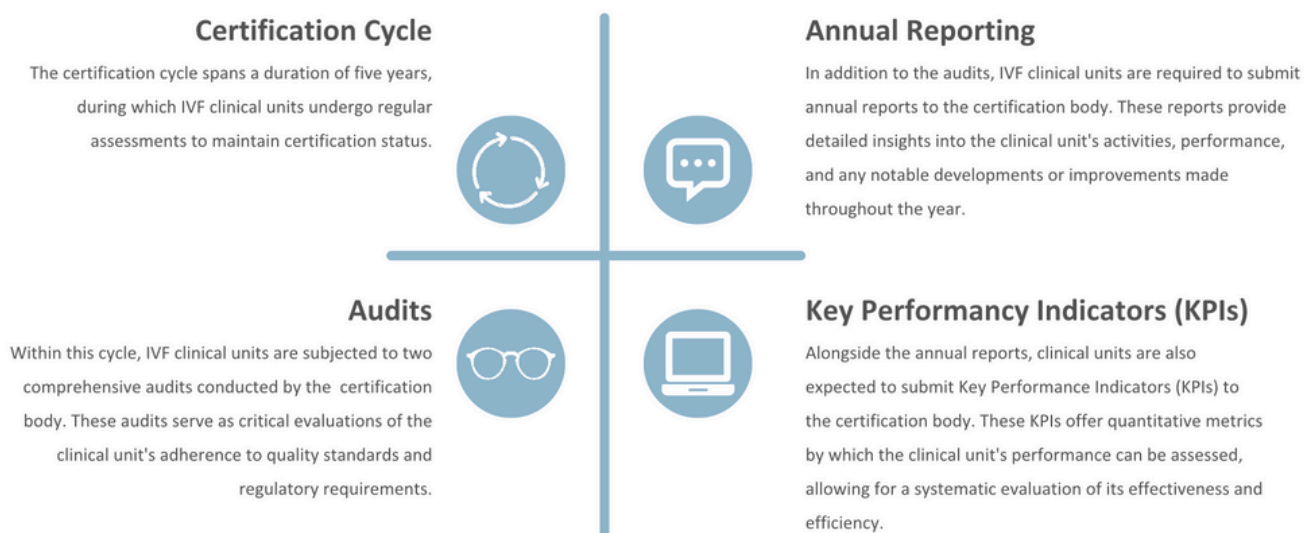 Certification Cycle
The certification cycle spans a duration of five years,
during which IVF clinical units undergo regular
assessments to maintain certification status.
Annual Reporting
In addition to the audits, IVF clinical units are required to submit
annual reports to the certification body. These reports provide
detailed insights into the clinical unit's activities, performance,
and any notable developments or improvements made
throughout the year.
Audits
Within this cycle, IVF clinical units are subjected to two
comprehensive audits conducted by the certification
body. These audits serve as critical evaluations of the
clinical unit's adherence to quality standards and
regulatory requirements.
Key Performancy Indicators (KPIs)
Alongside the annual reports, clinical units are also
expected to submit Key Performance Indicators (KPIs) to
the certification body. These KPIs offer quantitative metrics
by which the clinical unit's performance can be assessed,
allowing for a systematic evaluation of its effectiveness and
efficiency.